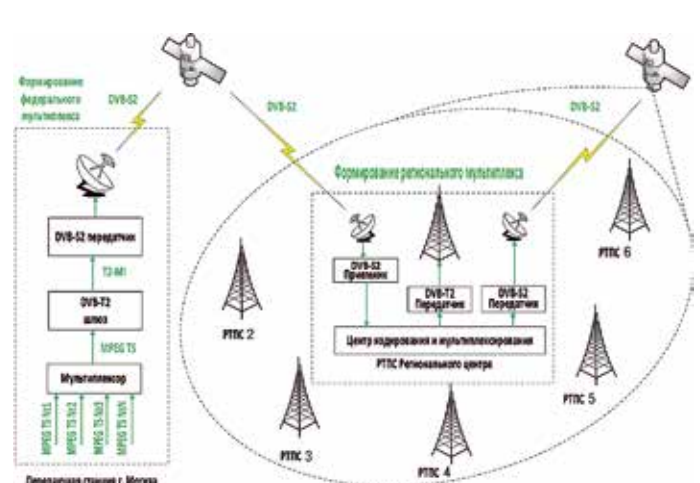 Формирование
федерального
мультиплекса
DVB-S2
DVB-S2
DVB-S2
Формирование регионального мультиплекса
DVB-S2 передатчик
T2-MI
DVB-T2
шлюз
MPEG TS
Мультиплексор
MPEG TS №1
MPEG TS №2
MPEG TS №3
MPEG TS №N
Передающая станция г. Москва
DVB-S2
Приемник
DVB-T2
Передатчик
DVB-S2
Передатчик
Центр кодирования и мультиплексирования
РТПС Регионального центра
РТПС 2
РТПС 3
РТПС 4
РТПС 5
РТПС 6